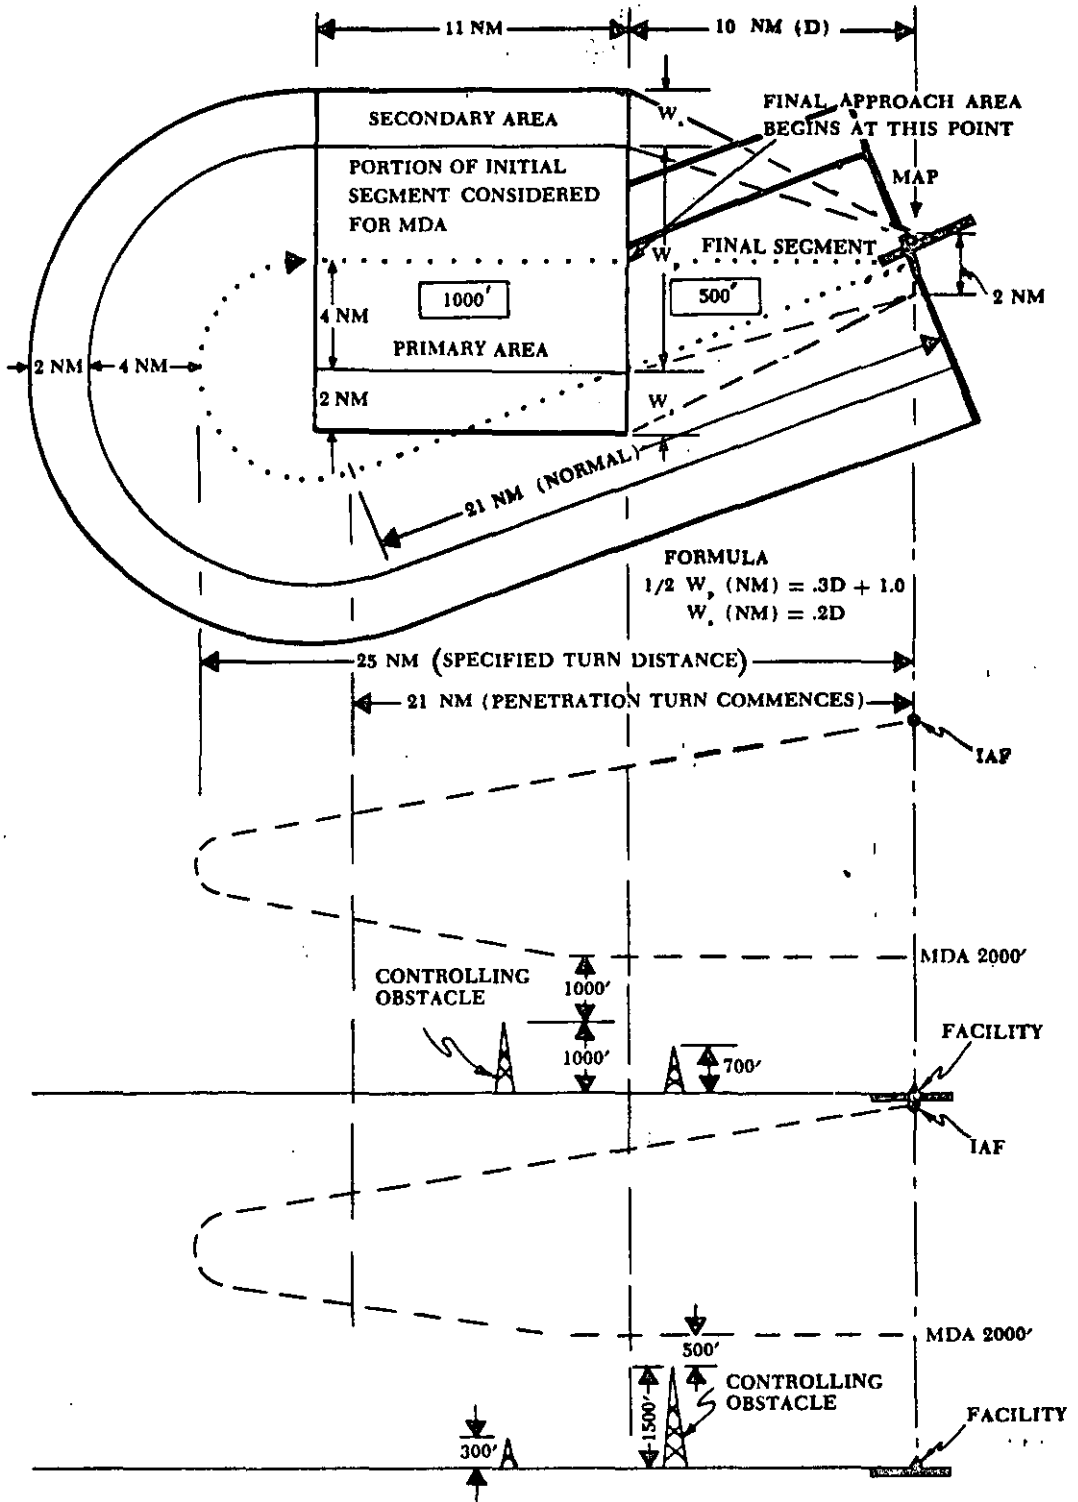 11 NM
10 NM (D)
SECONDARY AREA
W s
FINAL APPROACH AREA
BEGINS AT THIS POINT
PORTION OF INITIAL
SEGMENT CONSIDERED
FOR MDA
MAP
FINAL SEGMENT
W
1000′
500′
2 NM
4 NM
PRIMARY AREA
2 NM
4 NM
2 NM
W
21 NM (NORMAL)
FORMULA
1/2 W p (NM) = .3D + 1.0
W s (NM) = .2D
25 NM (SPECIFIED TURN DISTANCE)
21 NM (PENETRATION TURN COMMENCES)
IAF
MDA 2000′
CONTROLLING
OBSTACLE
1000′
1000′
700′
FACILITY
IAF
MDA 2000′
500′
CONTROLLING
OBSTACLE
1500′
300′
FACILITY